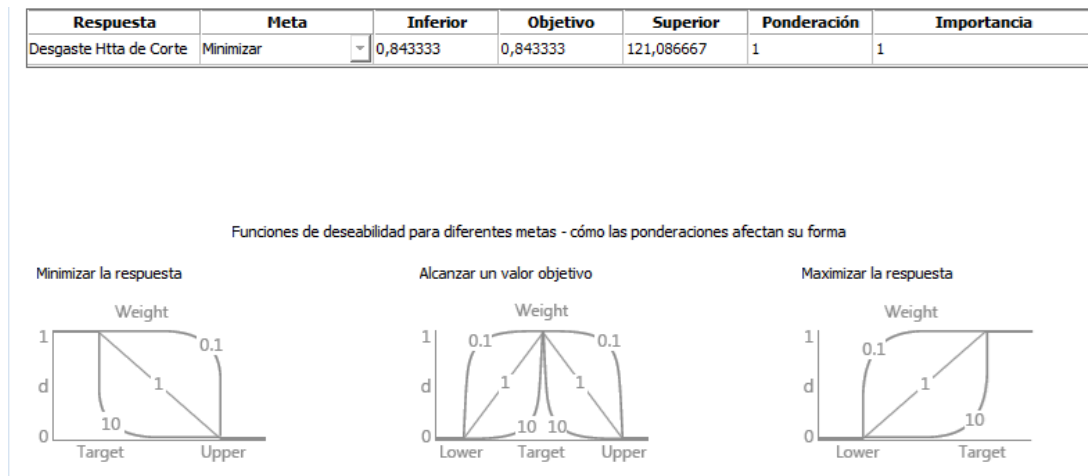 Respuesta Meta Inferior Objetivo Superior Ponderación Importancia
Desgaste Htta de Corte Minimizar 0,843333 0,843333 121,086667 1 1
Funciones de deseabilidad para diferentes metas - cómo las ponderaciones afectan su forma
Minimizar la respuesta Alcanzar un valor objetivo Maximizar la respuesta
Weight Weight Weight
1 0.1 1 0.1 0.1 1 0.1
d 1 d 1 1 d 1
10 10 10 10
0 0 0
Target Upper Lower Target Upper Lower Target